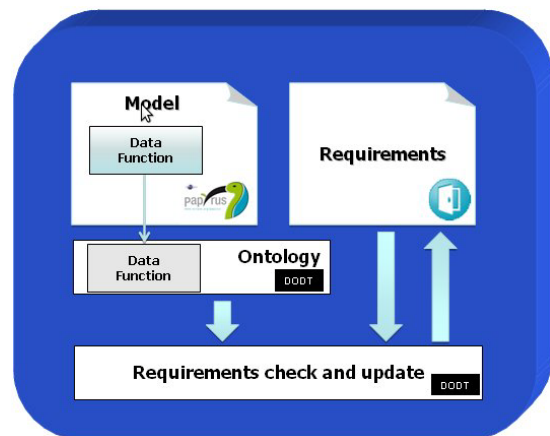 Model
Data
Function
papyrus
Requirements
Data
Function
Ontology
DODT
Requirements check and update
DODT